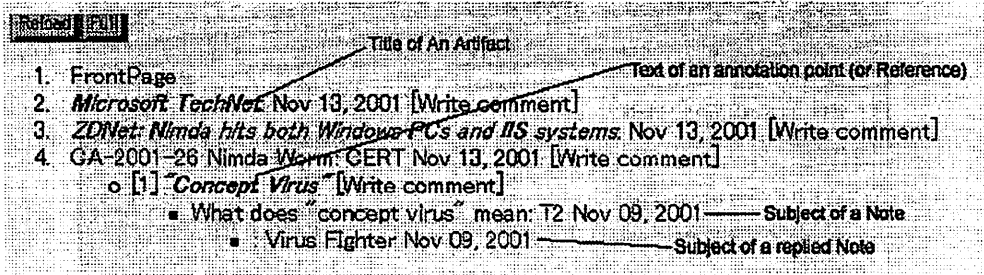 Reload
Title of An Artifact
1. FrontPage
Text of an annotation point (or Reference)
2. Microsoft TechNet: Nov 13, 2001 [Write comment]
3. ZDNet: Nimda hits both Windows PCs and IIS systems: Nov 13, 2001 [Write comment]
4. CA-2001-26 Nimda Worm: CERT Nov 13, 2001 [Write comment]
o [1] "Concept Virus" [Write comment]
▪ What does "concept virus" mean: T2 Nov 09, 2001 Subject of a Note
▪ : Virus Fighter Nov 09, 2001 Subject of a replied Note